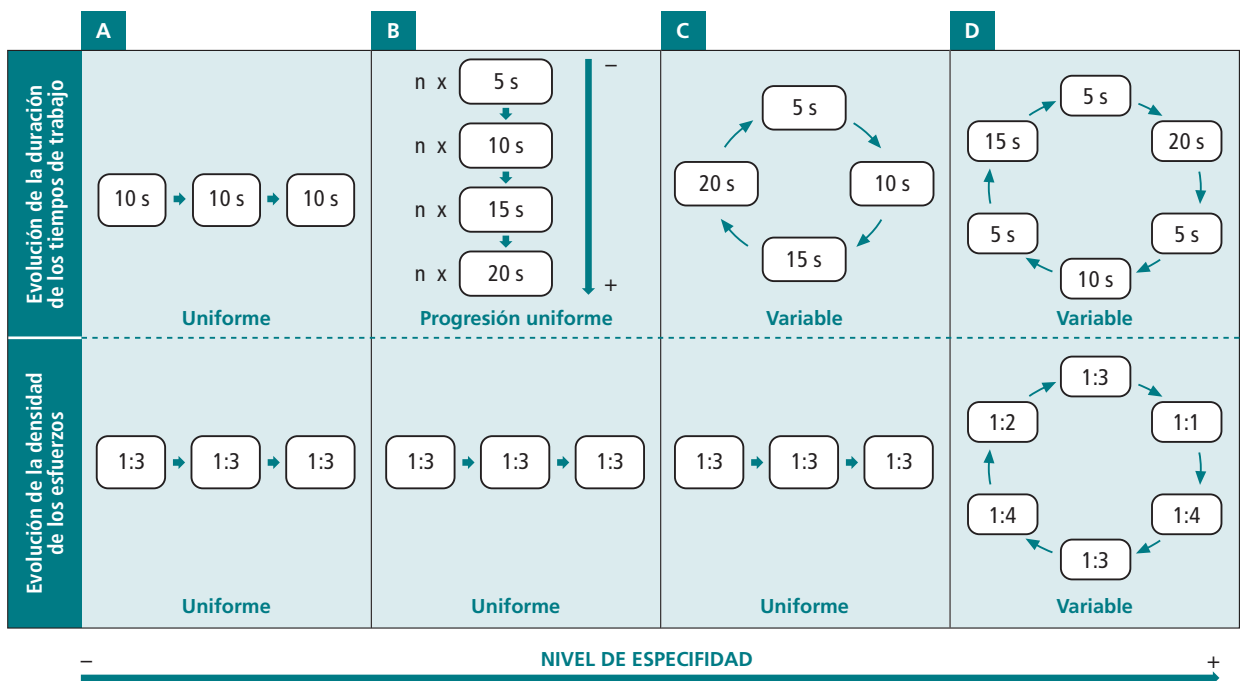 A
B
C
D
Evolución de la duración
de los tiempos de trabajo
10 s
10 s
10 s
Uniforme
n x
5 s
n x
10 s
n x
15 s
n x
20 s
–
+
Progresión uniforme
5 s
10 s
15 s
20 s
Variable
5 s
20 s
5 s
10 s
5 s
15 s
Variable
Evolución de la densidad
de los esfuerzos
1:3
1:3
1:3
Uniforme
1:3
1:3
1:3
Uniforme
1:3
1:3
1:3
Uniforme
1:3
1:1
1:4
1:3
1:4
1:2
Variable
–
NIVEL DE ESPECIFIDAD
+